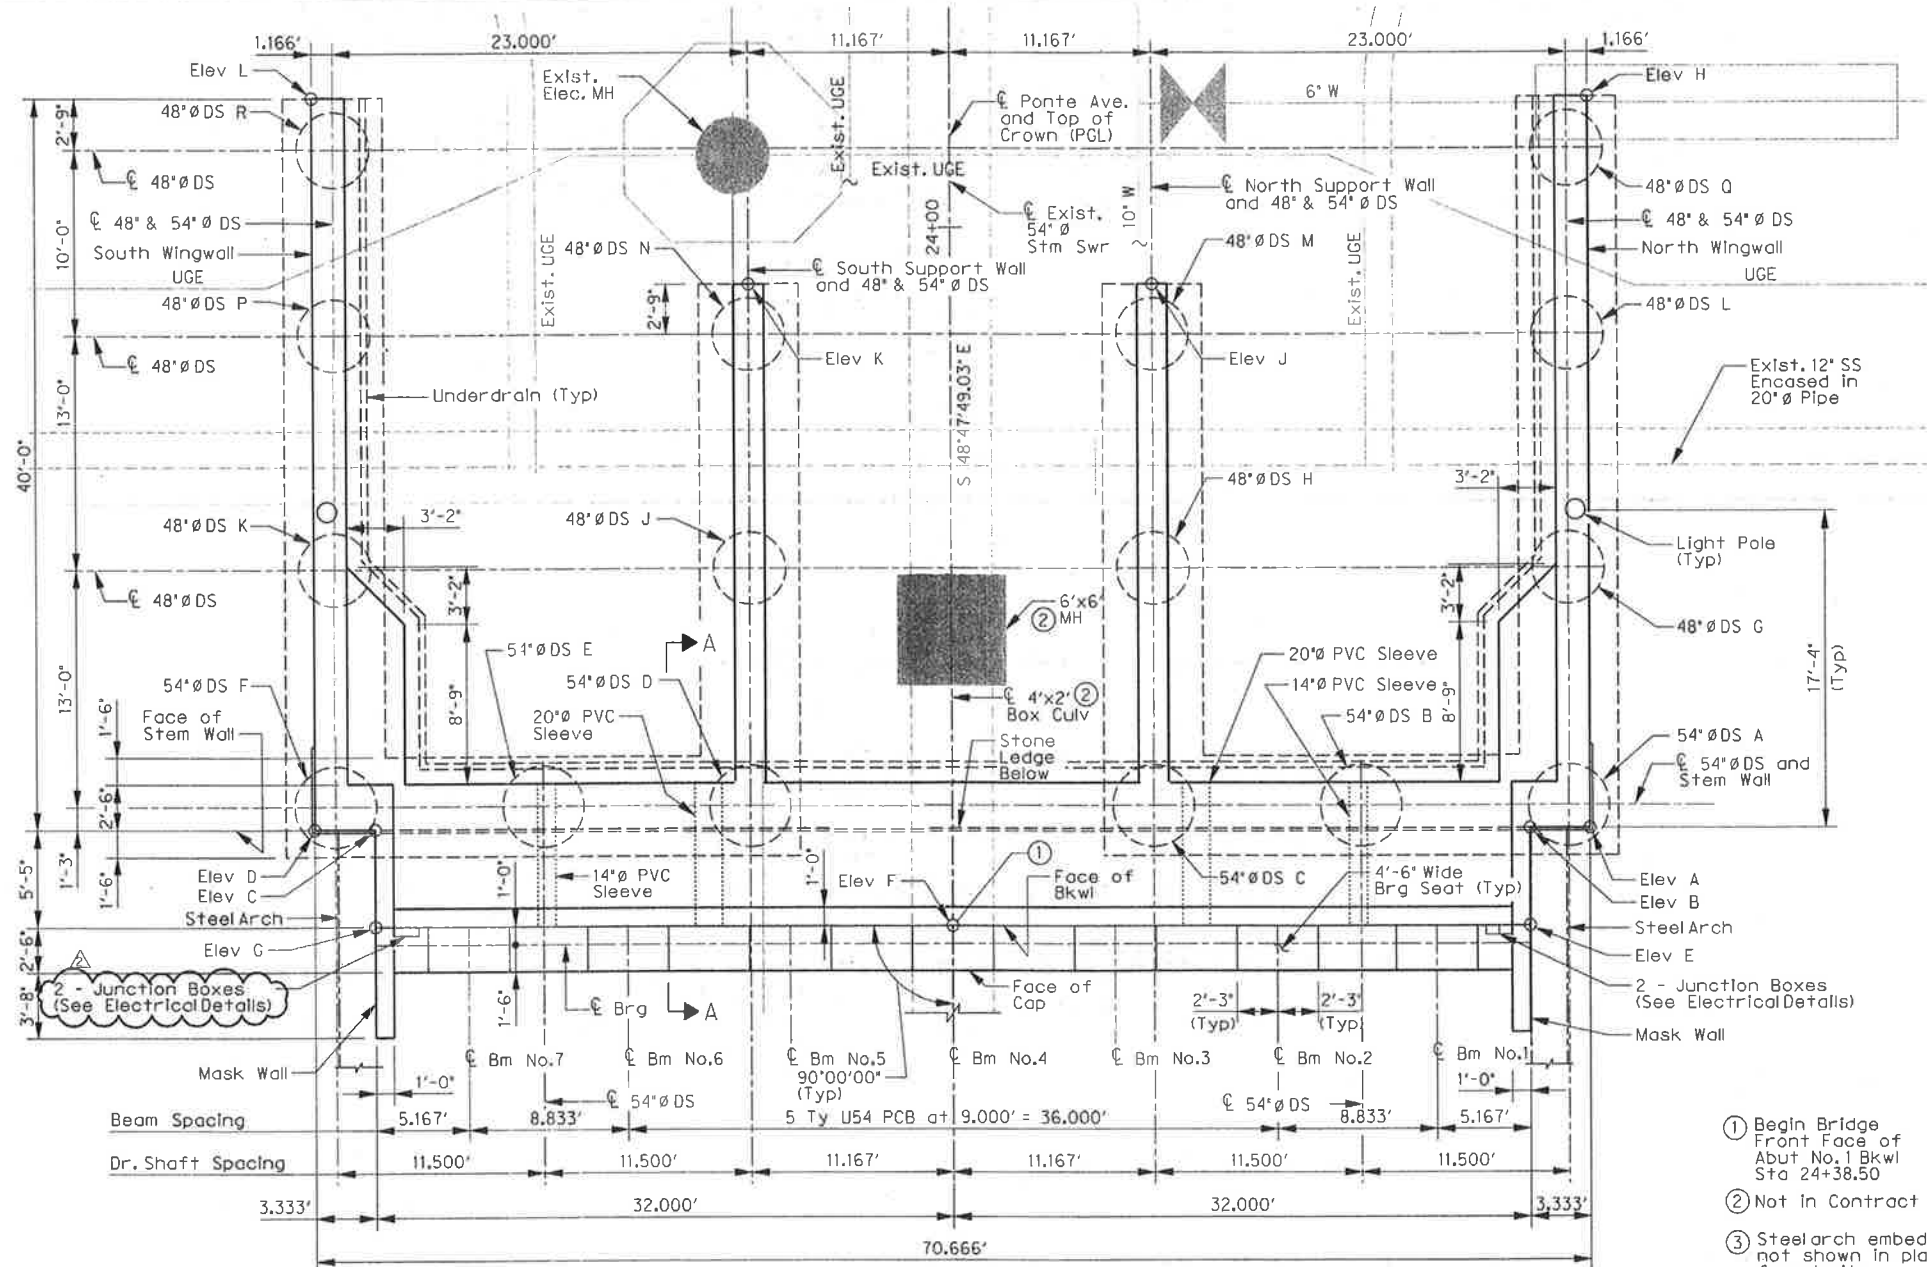 1.166'
23.000'
11.167'
11.167'
23.000'
1.166'
Elev L
Exist.
Elec. MH
Exist. UGE
℄ Ponte Ave.
and Top of
Crown (PGL)
6" W
Elev H
48"Ø DS R
2'-9"
℄ 48"Ø DS
Exist. UGE
48"Ø DS Q
℄ 48" & 54"Ø DS
South Wingwall
UGE
10'-0"
℄ Exist.
54" Ø
Stm Swr
24+00
10" W
℄ North Support Wall
and 48" & 54"Ø DS
℄ 48" & 54"Ø DS
North Wingwall
UGE
48"Ø DS N
48"Ø DS M
℄ South Support Wall
and 48" & 54" Ø DS
Exist. UGE
Exist. UGE
48"Ø DS P
2'-9"
48"Ø DS L
℄ 48"Ø DS
Elev K
Elev J
S 48°47'49.03" E
Underdrain (Typ)
Exist. 12" SS
Encased in
20"Ø Pipe
13'-0"
40'-0"
48"Ø DS H
3'-2"
48"Ø DS K
3'-2"
48"Ø DS J
Light Pole
(Typ)
℄ 48"Ø DS
3'-2"
6'x6'
② MH
3'-2"
48"Ø DS G
A
54"Ø DS E
54"Ø DS D
20"Ø PVC Sleeve
14"Ø PVC Sleeve
17'-4"
(Typ)
54"Ø DS F
13'-0"
8'-9"
℄ 4'x2' ②
Box Culv
54"Ø DS B
8'-9"
Face of
Stem Wall
1'-6"
20"Ø PVC
Sleeve
Stone
Ledge
Below
54"Ø DS A
℄ 54"Ø DS and
Stem Wall
2'-6"
1'-3"
1'-6"
5'-5"
Elev D
Elev C
14"Ø PVC
Sleeve
1'-0"
1'-0"
Elev F
①
Face of
Bkwl
54"Ø DS C
4'-6" Wide
Brg Seat (Typ)
Elev A
Elev B
Steel Arch
Steel Arch
Elev G
Elev E
2'-6"
2
2 - Junction Boxes
(See Electrical Details)
3'-8"
1'-6"
℄ Brg
A
Face of
Cap
2'-3"
(Typ)
2'-3"
(Typ)
2 - Junction Boxes
(See Electrical Details)
Mask Wall
Mask Wall
℄ Bm No.7
℄ Bm No.6
℄ Bm No.5
℄ Bm No.4
℄ Bm No.3
℄ Bm No.2
℄ Bm No.1
90°00'00"
(Typ)
1'-0"
1'-0"
℄ 54"Ø DS
℄ 54"Ø DS
Beam Spacing
5.167'
8.833'
5 Ty U54 PCB at 9.000' = 36.000'
8.833'
5.167'
Dr. Shaft Spacing
11.500'
11.500'
11.167'
11.167'
11.500'
11.500'
3.333'
32.000'
32.000'
3.333'
70.666'
① Begin Bridge
Front Face of
Abut No.1 Bkwl
Sta 24+38.50
② Not in Contract
③ Steel arch embed
not shown in pla